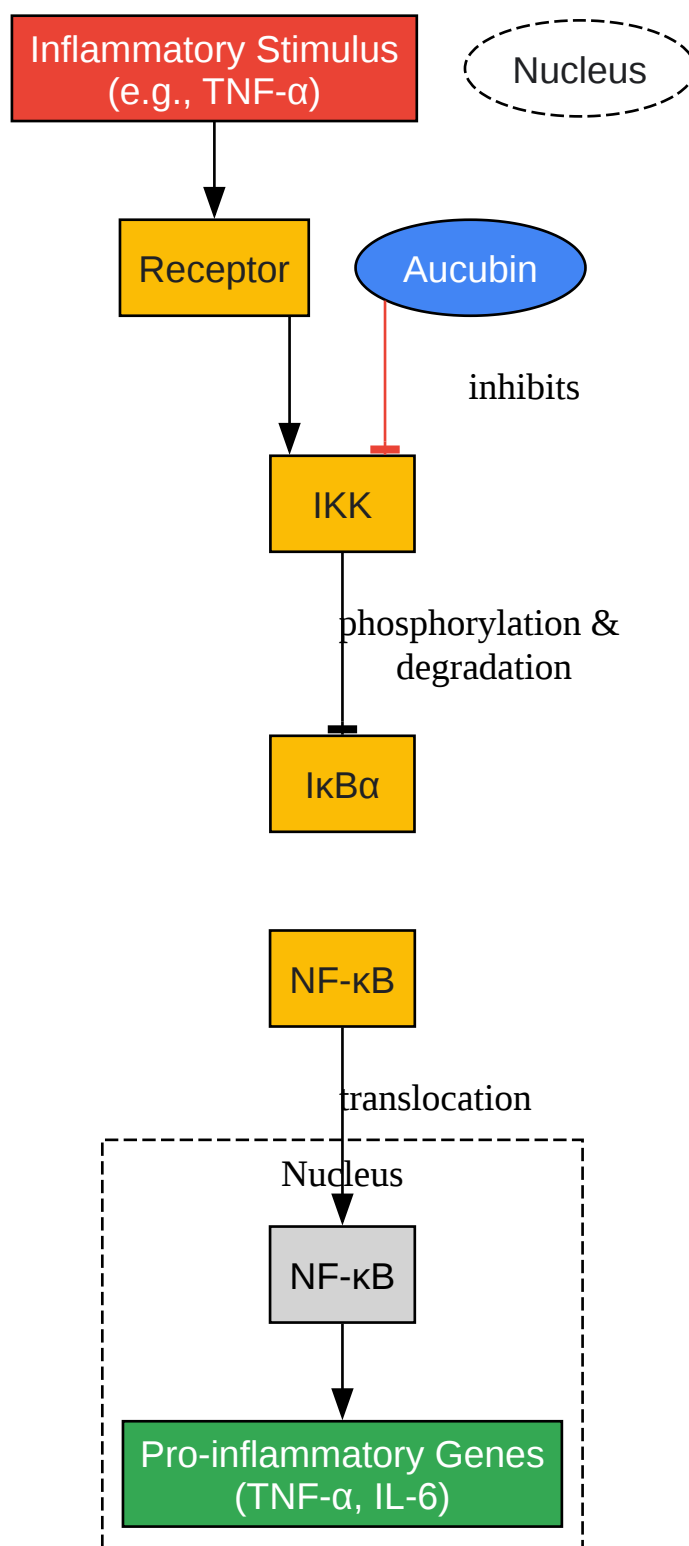 Inflammatory Stimulus
(e.g., TNF-α)
Nucleus
Receptor
Aucubin
inhibits
IKK
phosphorylation &
degradation
IκBα
NF-κB
translocation
Nucleus
NF-κB
Pro-inflammatory Genes
(TNF-α, IL-6)